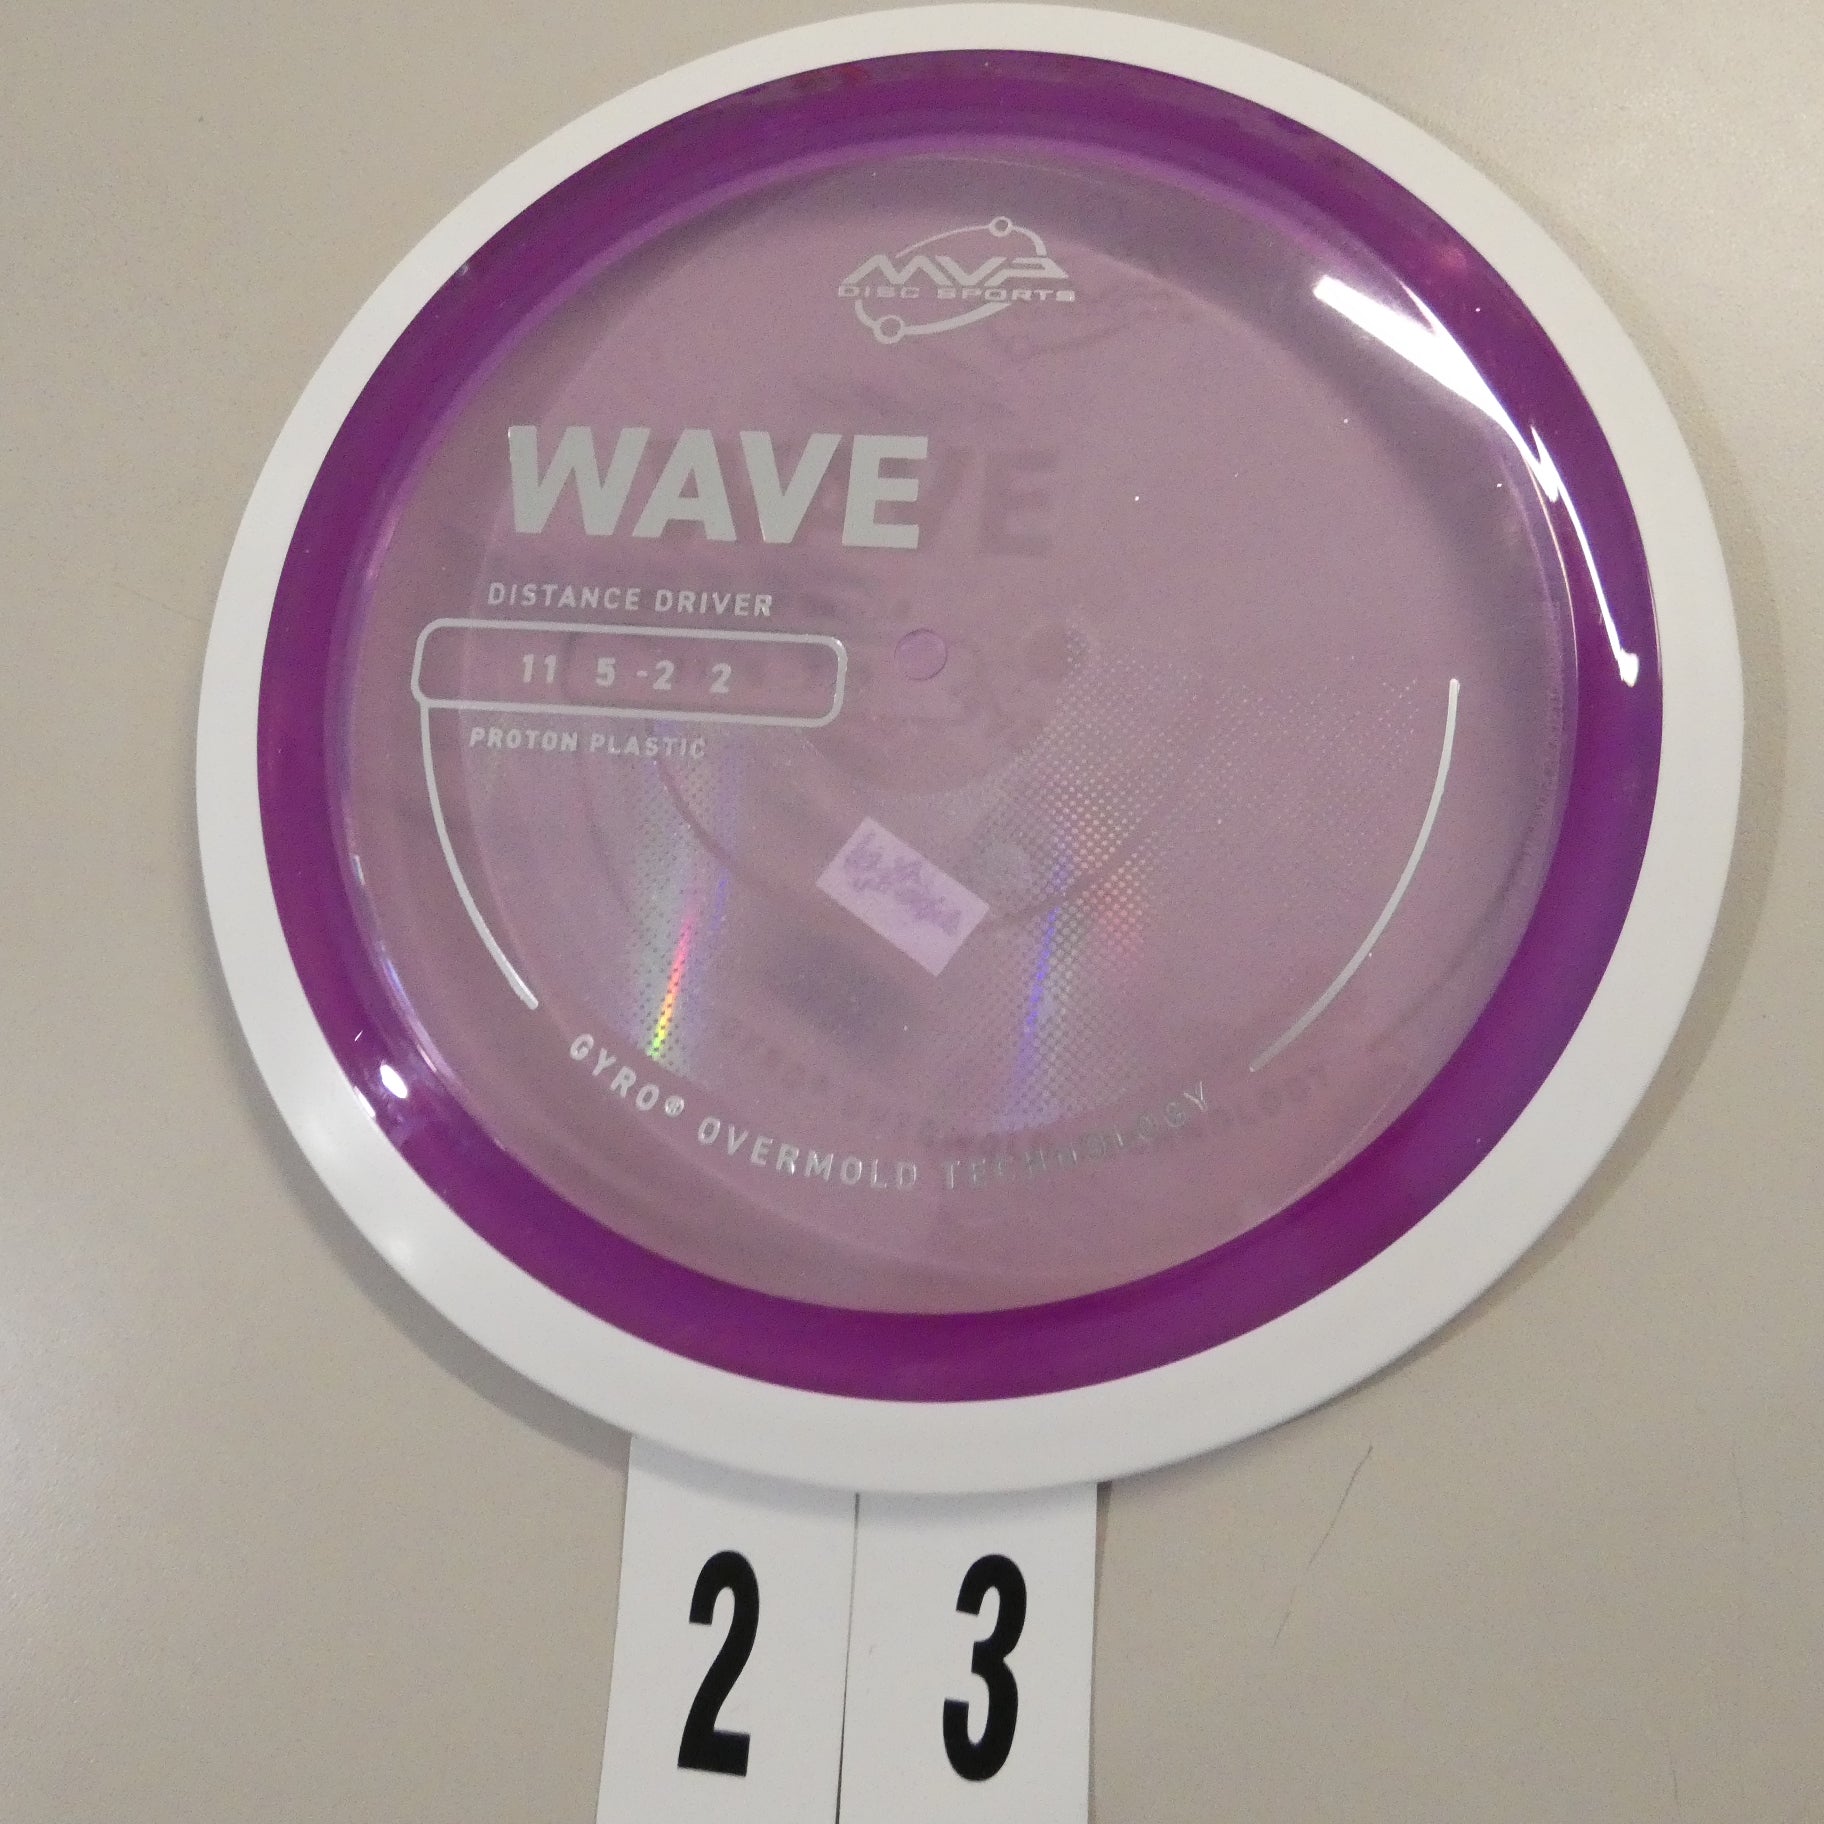 MVP
DISC SPORTS
WAVE
DISTANCE DRIVER
11 5 -2 2
PROTON PLASTIC
GYRO® OVERMOLD TECHNOLOGY
2 3